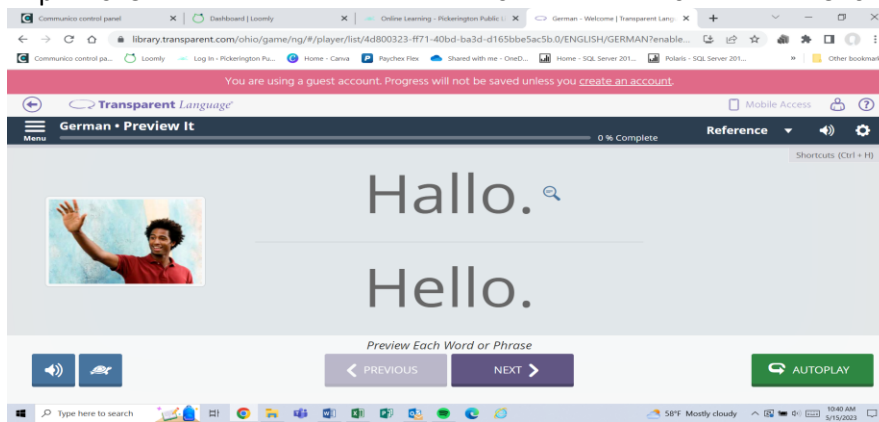 Communico control panel
Dashboard | Loomly
Online Learning - Pickerington Public L
German - Welcome | Transparent Lang
library.transparent.com/ohio/game/ng/#/player/list/4d800323-ff71-40bd-ba3d-d165bbe5ac5b.0/ENGLISH/GERMAN?enable...
Communico control pa...
Loomly
Log In - Pickerington Pu...
Home - Canva
Paychex Flex
Shared with me - OneD...
Home - SQL Server 201...
Polaris - SQL Server 201...
»
Other bookmar
You are using a guest account. Progress will not be saved unless you create an account.
Transparent Language
Mobile Access
Menu
German • Preview It
0 % Complete
Reference
Shortcuts (Ctrl + H)
Hallo.
Hello.
Preview Each Word or Phrase
PREVIOUS
NEXT
AUTOPLAY
Type here to search
58°F Mostly cloudy
10:40 AM
5/15/2023